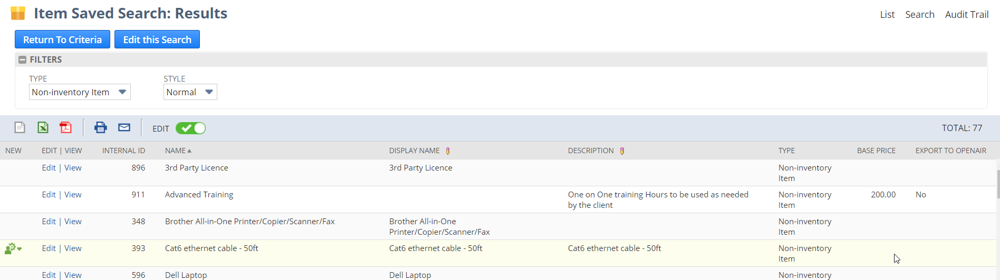 Item Saved Search: Results
List Search Audit Trail
Return To Criteria Edit this Search
FILTERS
TYPE STYLE
Non-inventory Item Normal
EDIT TOTAL: 77
NEW EDIT | VIEW INTERNAL ID NAME DISPLAY NAME DESCRIPTION TYPE BASE PRICE EXPORT TO OPENAIR
Edit | View 896 3rd Party Licence 3rd Party Licence Non-inventory
Item
Edit | View 911 Advanced Training One on One training Hours to be used as needed Non-inventory 200.00 No
by the client Item
Edit | View 348 Brother All-in-One Printer/Copier/Scanner/Fax Brother All-in-One Non-inventory
Printer/Copier/Scanner/Fax Item
Edit | View 393 Cat6 ethernet cable - 50ft Cat6 ethernet cable - 50ft Cat6 ethernet cable - 50ft Non-inventory
Item
Edit | View 596 Dell Laptop Dell Laptop Non-inventory